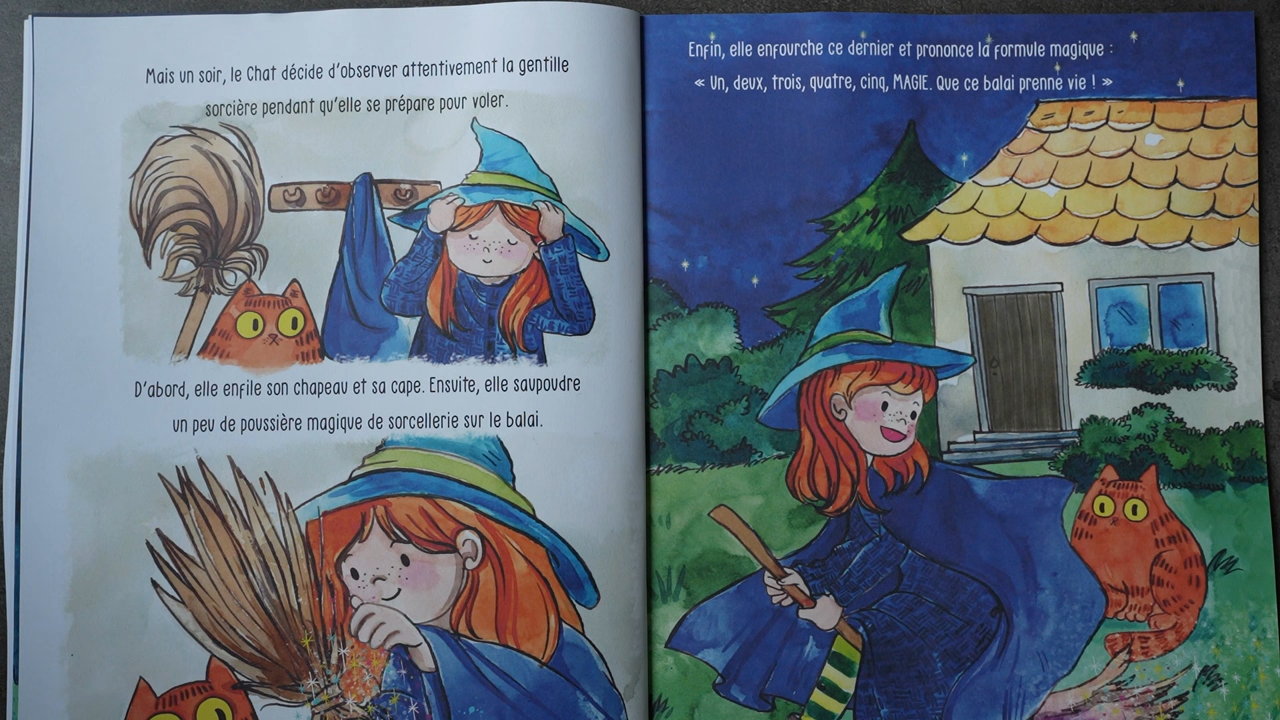 Mais un soir, le Chat décide d'observer attentivement la gentille
sorcière pendant qu'elle se prépare pour voler.
D'abord, elle enfile son chapeau et sa cape. Ensuite, elle saupoudre
un peu de poussière magique de sorcellerie sur le balai.
Enfin, elle enfourche ce dernier et prononce la formule magique :
« Un, deux, trois, quatre, cinq, MAGIE. Que ce balai prenne vie ! »